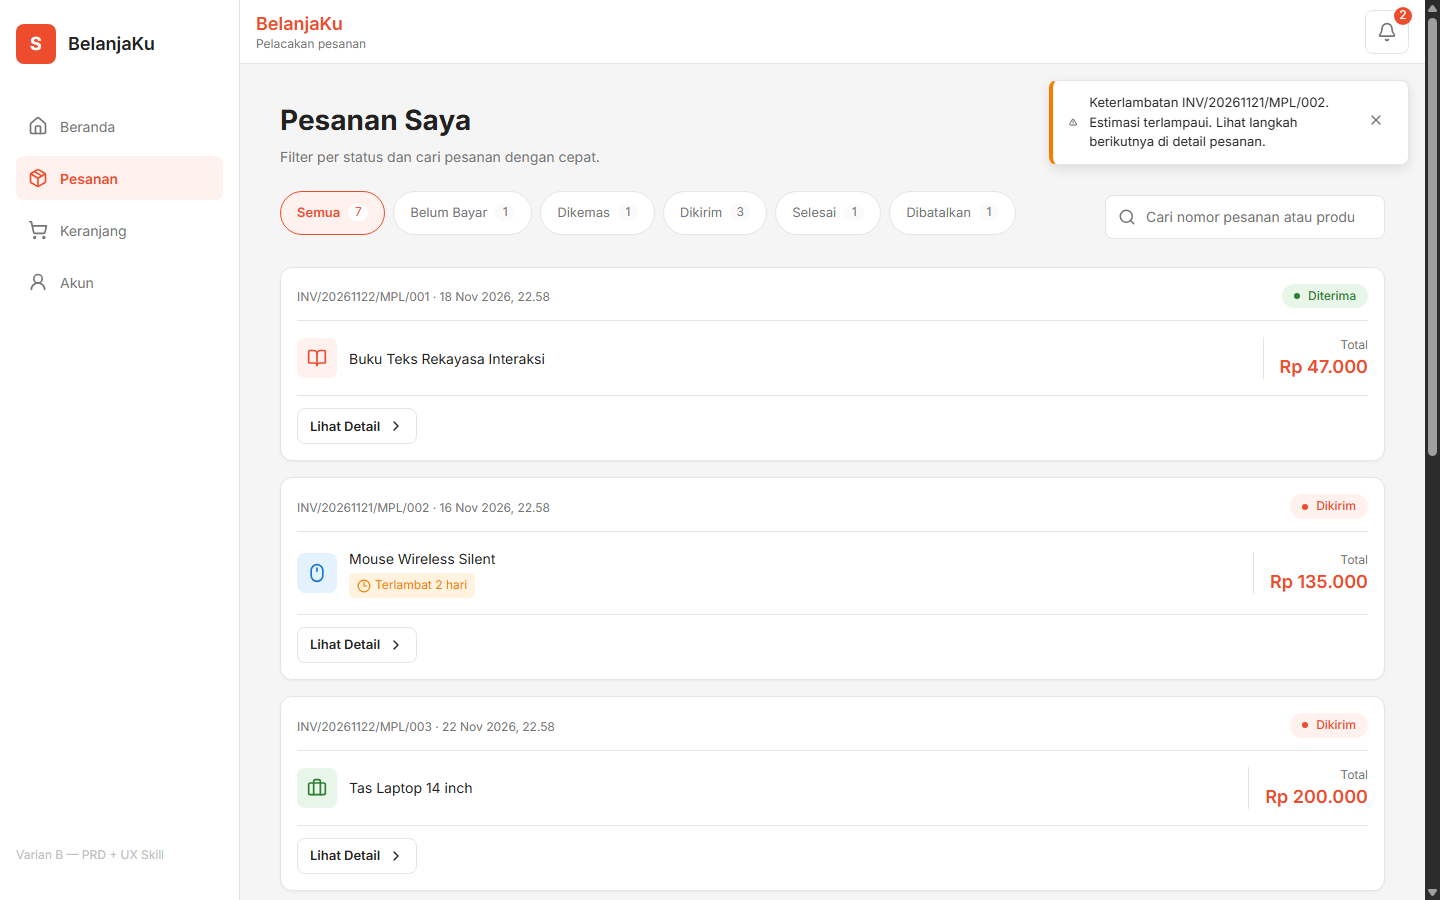 S
BelanjaKu
Beranda
Pesanan
Keranjang
Akun
Varian B — PRD + UX Skill
BelanjaKu
Pelacakan pesanan
2
Keterlambatan INV/20261121/MPL/002.
Estimasi terlampaui. Lihat langkah
berikutnya di detail pesanan.
Pesanan Saya
Filter per status dan cari pesanan dengan cepat.
Semua 7
Belum Bayar 1
Dikemas 1
Dikirim 3
Selesai 1
Dibatalkan 1
Cari nomor pesanan atau produ
INV/20261122/MPL/001 · 18 Nov 2026, 22.58
Diterima
Buku Teks Rekayasa Interaksi
Total
Rp 47.000
Lihat Detail
INV/20261121/MPL/002 · 16 Nov 2026, 22.58
Dikirim
Mouse Wireless Silent
Terlambat 2 hari
Total
Rp 135.000
Lihat Detail
INV/20261122/MPL/003 · 22 Nov 2026, 22.58
Dikirim
Tas Laptop 14 inch
Total
Rp 200.000
Lihat Detail